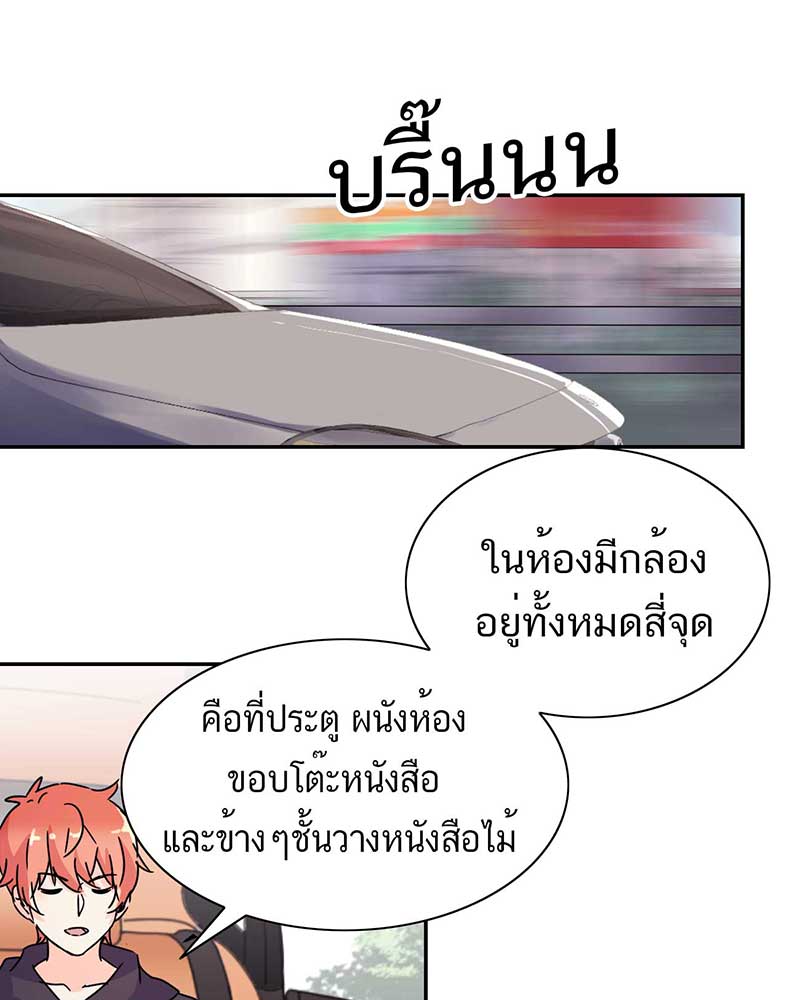 ปรี๊นนน
ในห้องมีกล้อง
อยู่ทั้งหมดสี่จุด
คือที่ประตู ผนังห้อง
ขอบโต๊ะหนังสือ
และข้างๆชั้นวางหนังสือไม้